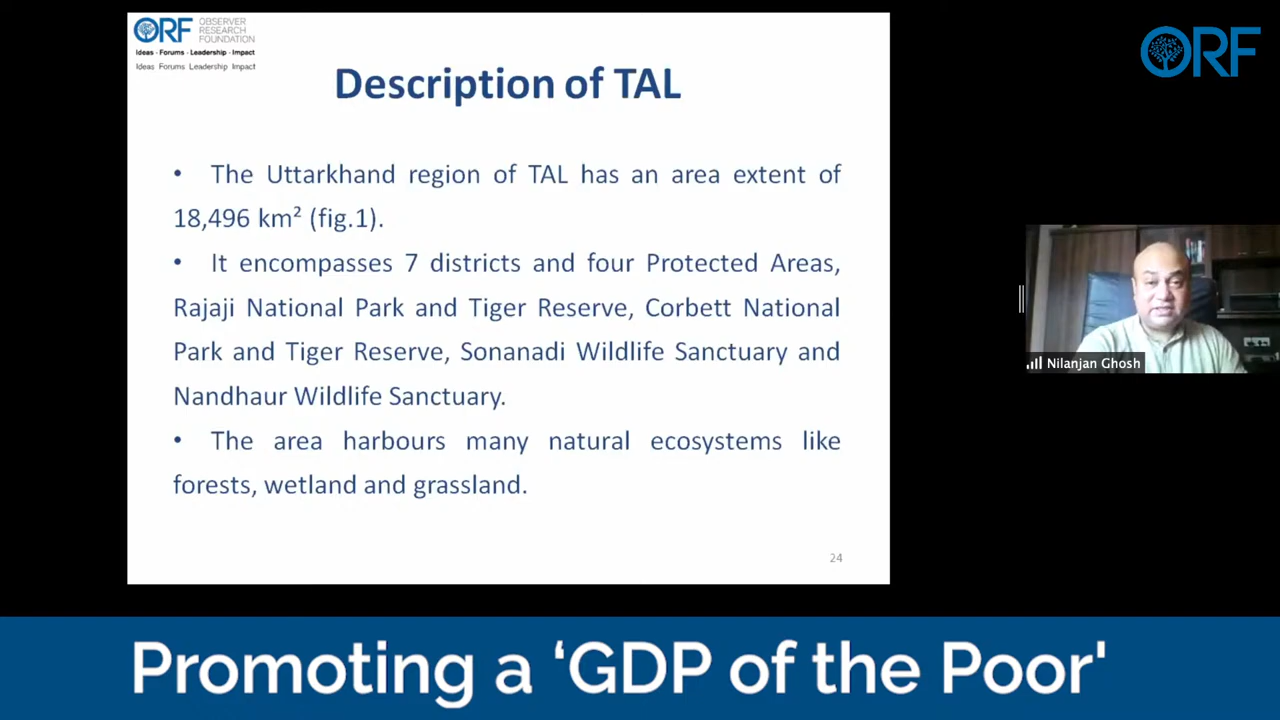 ORF
OBSERVER
RESEARCH
FOUNDATION
Ideas · Forums · Leadership · Impact
Ideas Forums Leadership Impact
ORF
Description of TAL
• The Uttarkhand region of TAL has an area extent of
18,496 km² (fig.1).
• It encompasses 7 districts and four Protected Areas,
Rajaji National Park and Tiger Reserve, Corbett National
Park and Tiger Reserve, Sonanadi Wildlife Sanctuary and
Nandhaur Wildlife Sanctuary.
• The area harbours many natural ecosystems like
forests, wetland and grassland.
24
Nilanjan Ghosh
Promoting a ‘GDP of the Poor'